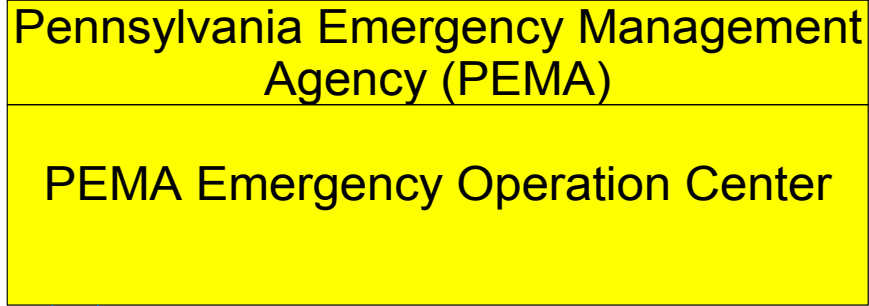 Pennsylvania Emergency Management
Agency (PEMA)
PEMA Emergency Operation Center